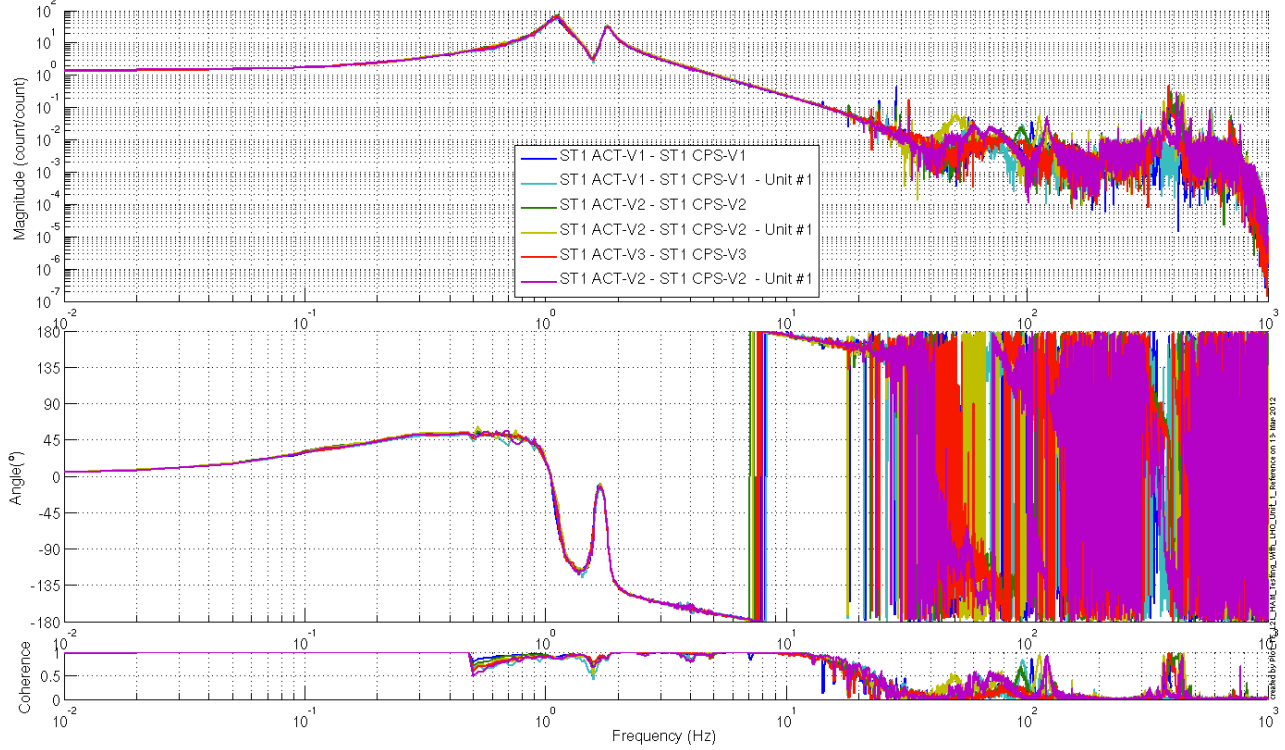 10^2
10^1
10^0
10^-1
10^-2
10^-3
10^-4
10^-5
10^-6
10^-7
Magnitude (count/count)
ST1 ACT-V1 - ST1 CPS-V1
ST1 ACT-V1 - ST1 CPS-V1 - Unit #1
ST1 ACT-V2 - ST1 CPS-V2
ST1 ACT-V2 - ST1 CPS-V2 - Unit #1
ST1 ACT-V3 - ST1 CPS-V3
ST1 ACT-V2 - ST1 CPS-V2 - Unit #1
10^-2 10^-1 10^0 10^1 10^2 10^3
180
135
90
45
0
-45
-90
-135
-180
Angle(°)
10^-2 10^-1 10^0 10^1 10^2
1
0.5
0
Coherence
10^-2 10^-1 10^0 10^1 10^2 10^3
Frequency (Hz)
Reference on 13-Mar-2012